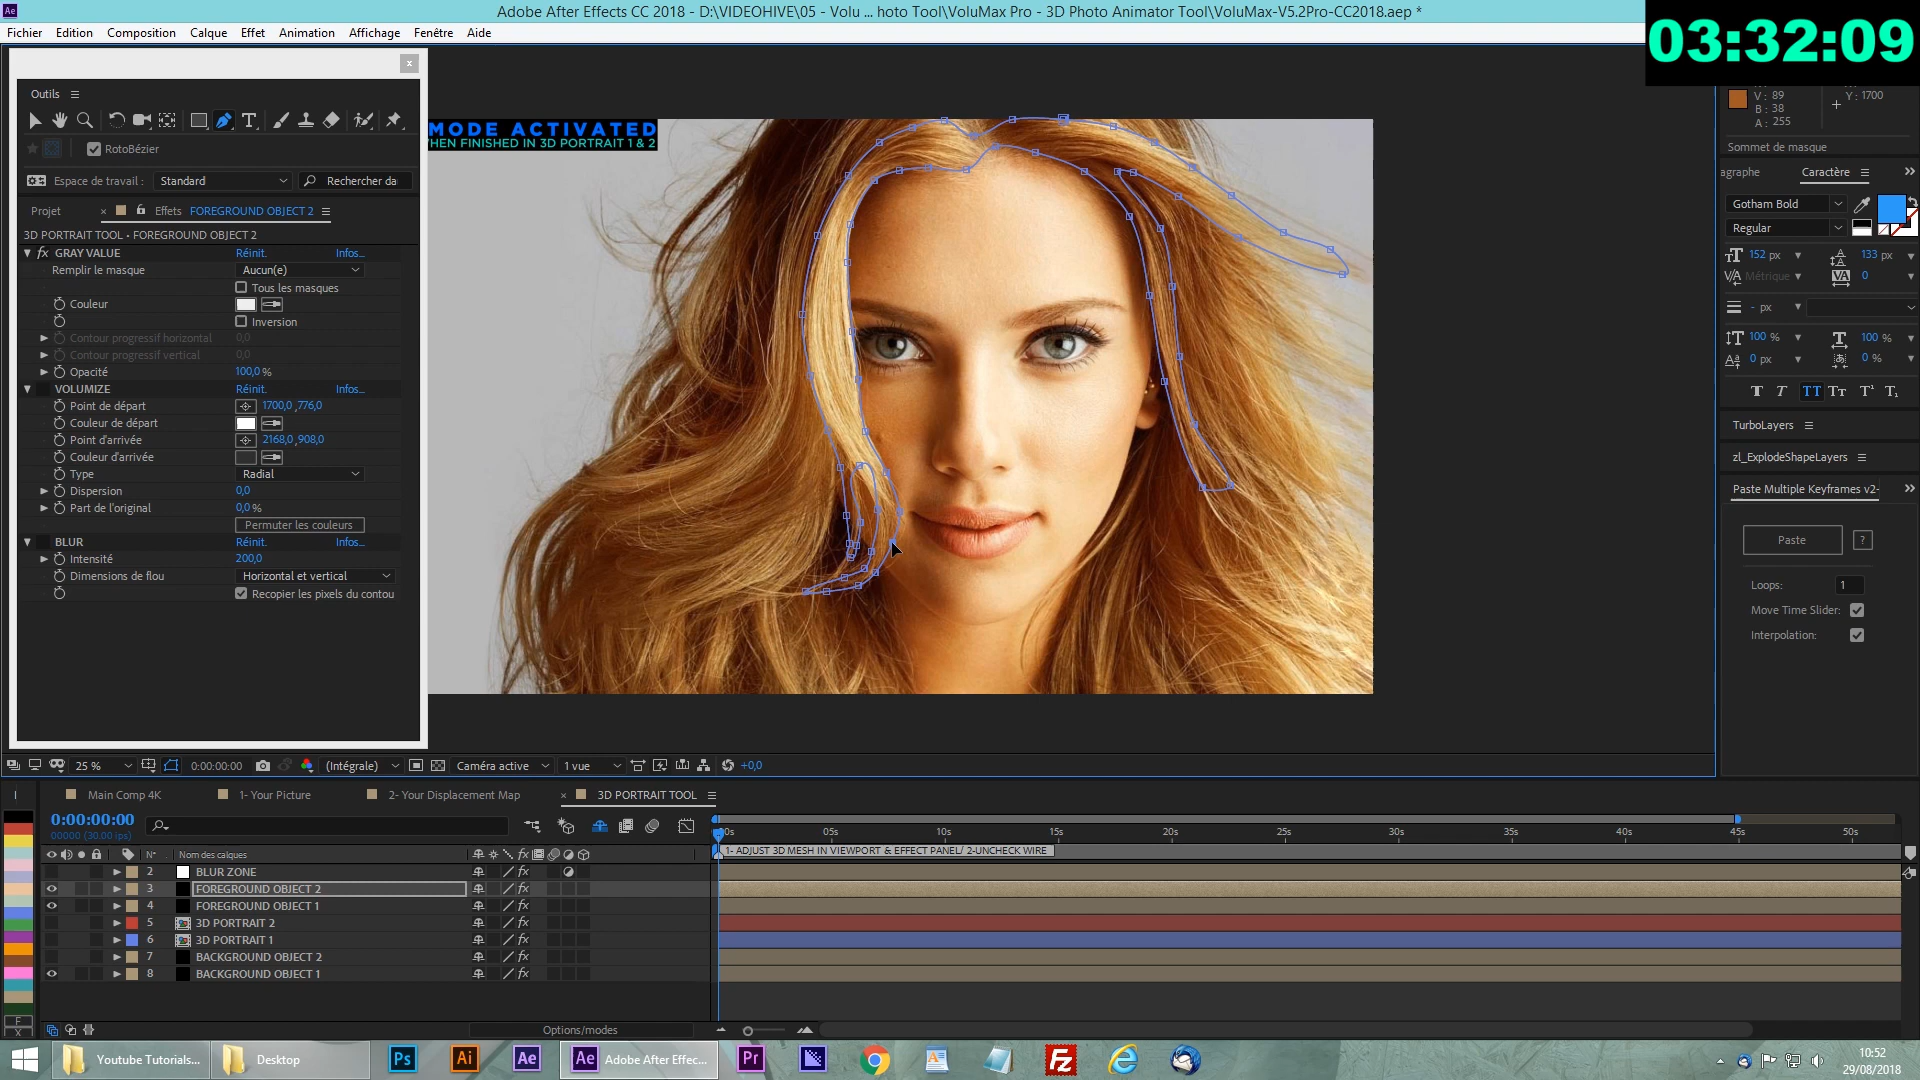 Adobe After Effects CC 2018 - D:\VIDEOHIVE\05 - Volu ... hoto Tool\VoluMax Pro - 3D Photo Animator Tool\VoluMax-V5.2Pro-CC2018.aep *
03:32:09
Fichier Edition Composition Calque Effet Animation Affichage Fenêtre Aide
V : 89
B : 38
A : 255
Y : 1700
Sommet de masque
Outils
RotoBézier
Espace de travail : Standard Rechercher da
Projet Effets FOREGROUND OBJECT 2
3D PORTRAIT TOOL • FOREGROUND OBJECT 2
fx GRAY VALUE Réinit. Infos...
Remplir le masque Aucun(e)
Tous les masques
Couleur
Inversion
Contour progressif horizontal 0,0
Contour progressif vertical 0,0
Opacité 100,0 %
VOLUMIZE Réinit. Infos...
Point de départ 1700,0 ,776,0
Couleur de départ
Point d'arrivée 2168,0 ,908,0
Couleur d'arrivée
Type Radial
Dispersion 0,0
Part de l'original 0,0 %
Permuter les couleurs
BLUR Réinit. Infos...
Intensité 200,0
Dimensions de flou Horizontal et vertical
Recopier les pixels du contou
MODE ACTIVATED
HEN FINISHED IN 3D PORTRAIT 1 & 2
agraphe Caractère
Gotham Bold
Regular
152 px 133 px
Métrique 0
- px
100 % 100 %
0 px 0 %
TurboLayers
zl_ExplodeShapeLayers
Paste Multiple Keyframes v2-
Paste ?
Loops: 1
Move Time Slider:
Interpolation:
25 % 0:00:00:00 (Intégrale) Caméra active 1 vue +0,0
Main Comp 4K 1- Your Picture 2- Your Displacement Map 3D PORTRAIT TOOL
0:00:00:00
00000 (30.00 ips)
00s 05s 10s 15s 20s 25s 30s 35s 40s 45s 50s
1- ADJUST 3D MESH IN VIEWPORT & EFFECT PANEL/ 2-UNCHECK WIRE
N° Nom des calques
2 BLUR ZONE
3 FOREGROUND OBJECT 2
4 FOREGROUND OBJECT 1
5 3D PORTRAIT 2
6 3D PORTRAIT 1
7 BACKGROUND OBJECT 2
8 BACKGROUND OBJECT 1
Options/modes
Youtube Tutorials... Desktop Ps Ai Ae Ae Adobe After Effec... Pr
10:52
29/08/2018